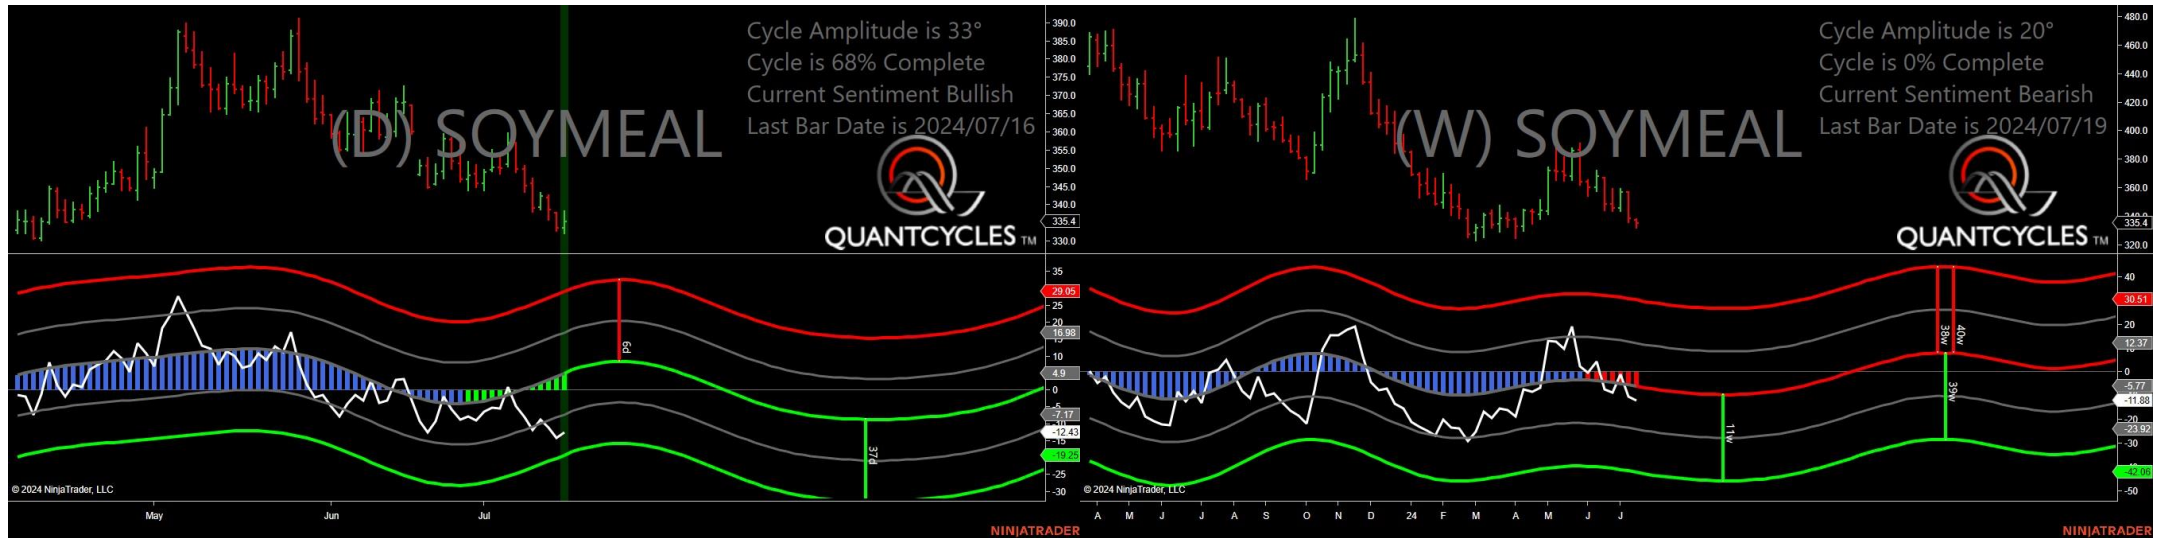 Cycle Amplitude is 33°
Cycle is 68% Complete
Current Sentiment Bullish
Last Bar Date is 2024/07/16
(D) SOYMEAL
QUANTCYCLES TM
390.0
385.0
380.0
375.0
370.0
365.0
360.0
355.0
350.0
345.0
340.0
335.4
330.0
35
29.05
25
16.98
15
10
4.9
0
-5
-7.17
-12.43
-15
-19.25
-25
-30
6d
37d
© 2024 NinjaTrader, LLC
May Jun Jul
NINJATRADER
Cycle Amplitude is 20°
Cycle is 0% Complete
Current Sentiment Bearish
Last Bar Date is 2024/07/19
(W) SOYMEAL
QUANTCYCLES TM
480.0
460.0
440.0
420.0
400.0
380.0
360.0
340.0
335.4
320.0
40
30.51
20
12.37
0
-5.77
-11.88
-20
-23.92
-30
-42.06
-50
11w
38w
40w
39w
© 2024 NinjaTrader, LLC
A M J J A S O N D 24 F M A M J J
NINJATRADER